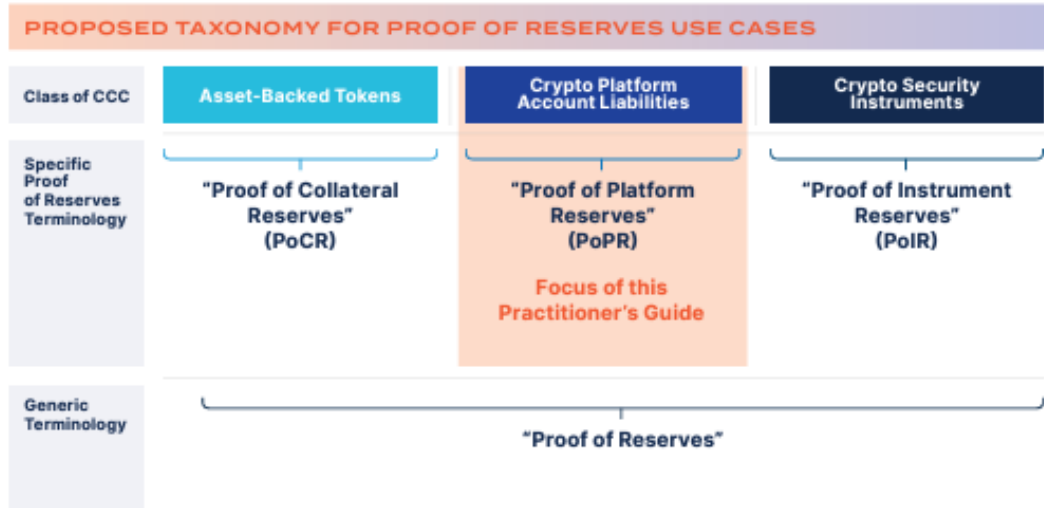 PROPOSED TAXONOMY FOR PROOF OF RESERVES USE CASES
Class of CCC
Asset-Backed Tokens
Crypto Platform
Account Liabilities
Crypto Security
Instruments
Specific
Proof
of Reserves
Terminology
"Proof of Collateral
Reserves"
(PoCR)
"Proof of Platform
Reserves"
(PoPR)
Focus of this
Practitioner's Guide
"Proof of Instrument
Reserves"
(PoIR)
Generic
Terminology
"Proof of Reserves"